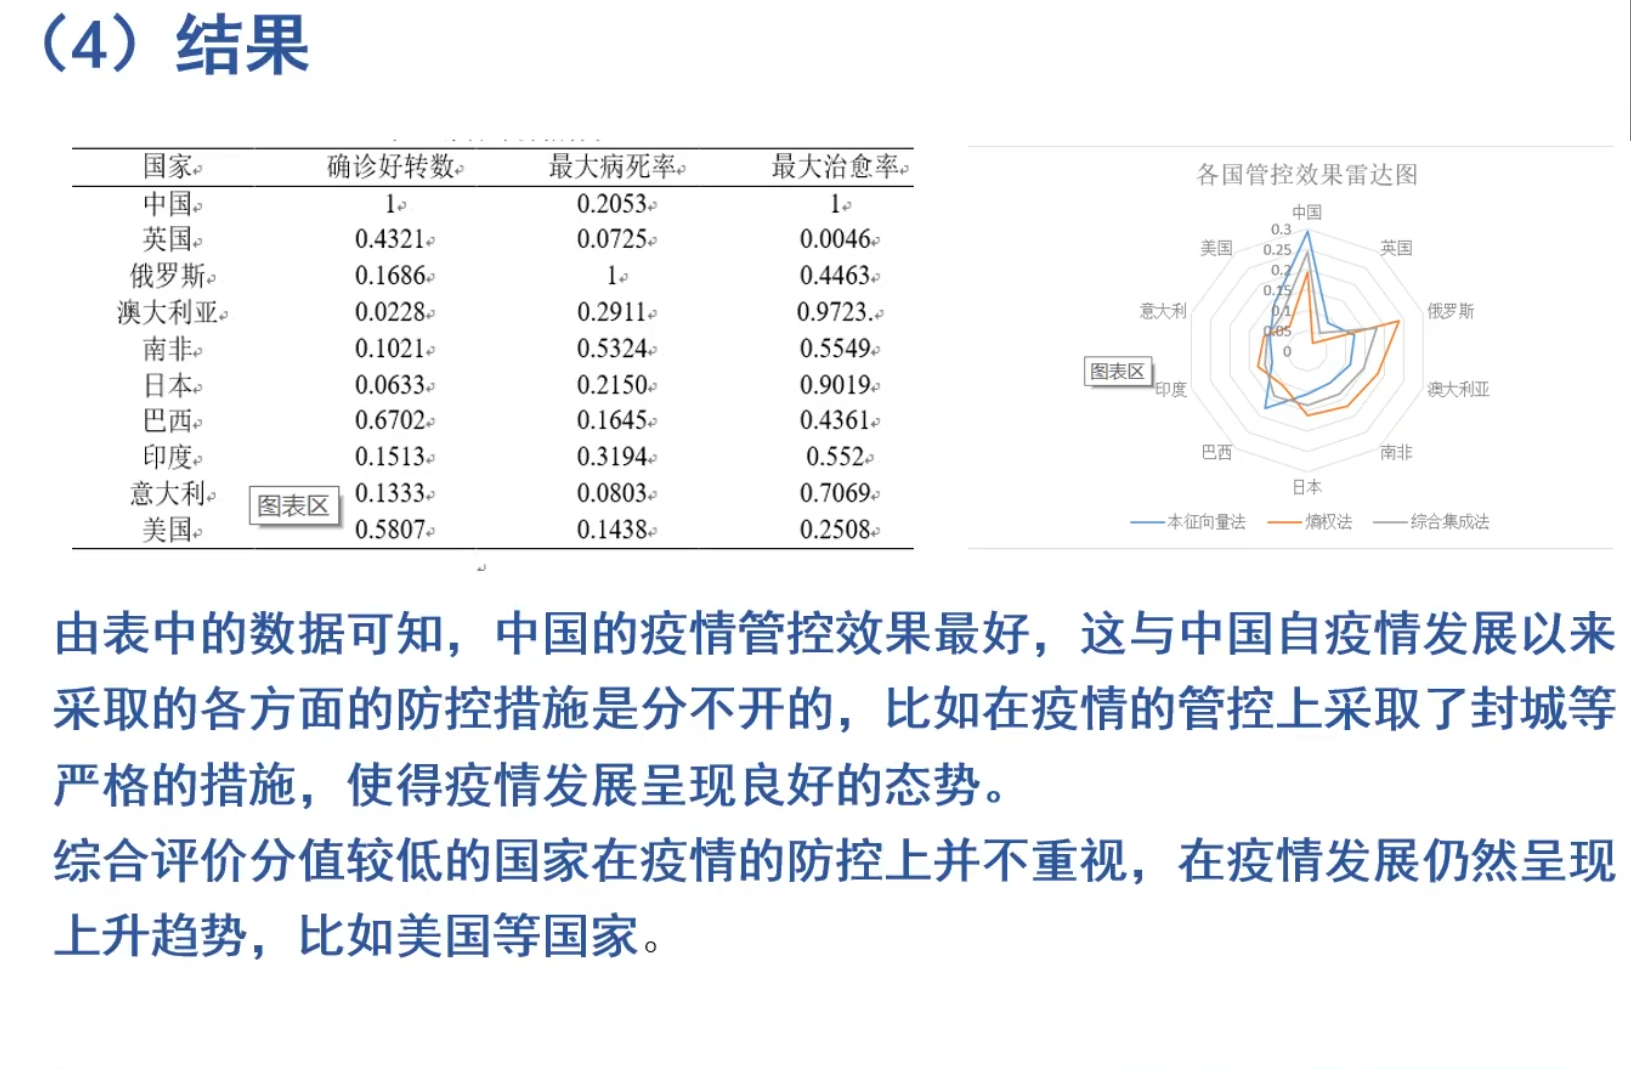 （4）结果
国家 确诊好转数 最大病死率 最大治愈率
中国 1 0.2053 1
英国 0.4321 0.0725 0.0046
俄罗斯 0.1686 1 0.4463
澳大利亚 0.0228 0.2911 0.9723.
南非 0.1021 0.5324 0.5549
日本 0.0633 0.2150 0.9019
巴西 0.6702 0.1645 0.4361
印度 0.1513 0.3194 0.552
意大利 0.1333 0.0803 0.7069
美国 0.5807 0.1438 0.2508
图表区
各国管控效果雷达图
中国
0.3
美国 0.25 英国
0.2
0.15
意大利 0.1 俄罗斯
0.05
0
图表区
印度 澳大利亚
巴西 南非
日本
本征向量法 熵权法 综合集成法
由表中的数据可知，中国的疫情管控效果最好，这与中国自疫情发展以来
采取的各方面的防控措施是分不开的，比如在疫情的管控上采取了封城等
严格的措施，使得疫情发展呈现良好的态势。
综合评价分值较低的国家在疫情的防控上并不重视，在疫情发展仍然呈现
上升趋势，比如美国等国家。